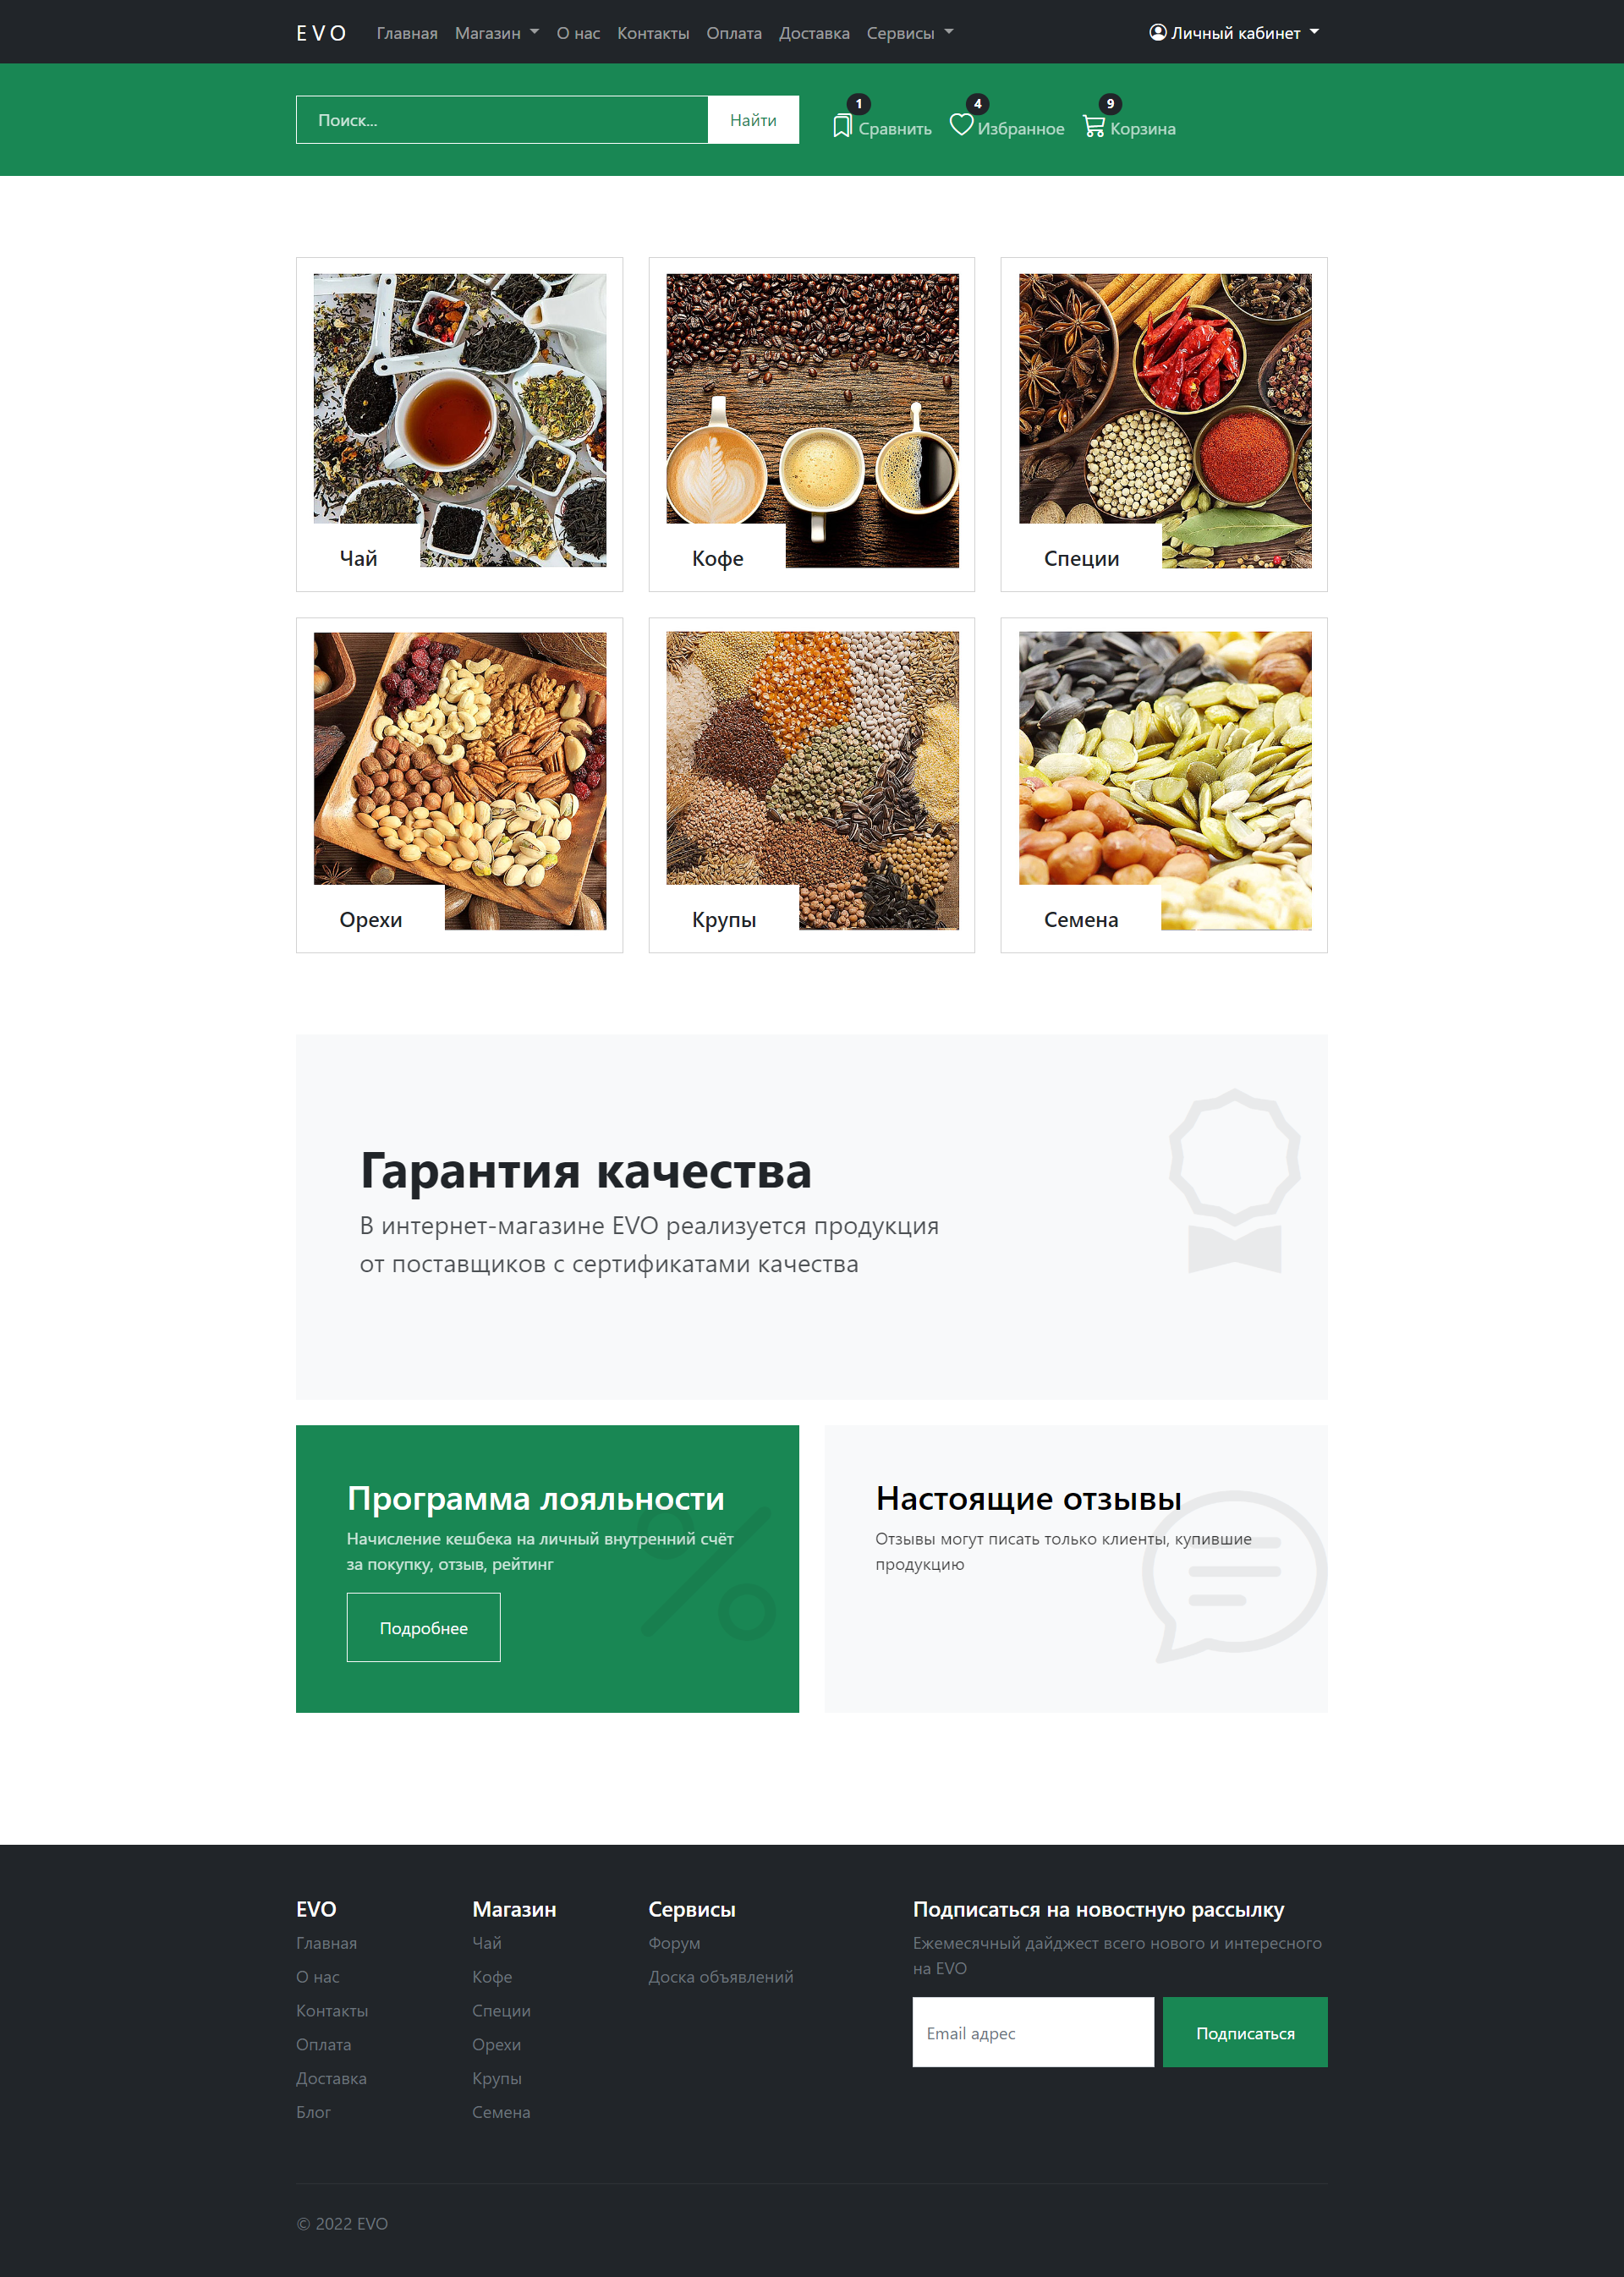 EVO Главная Магазин О нас Контакты Оплата Доставка Сервисы Личный кабинет
Поиск... Найти 1 Сравнить 4 Избранное 9 Корзина
Чай Кофе Специи
Орехи Крупы Семена
Гарантия качества
В интернет-магазине EVO реализуется продукция
от поставщиков с сертификатами качества
Программа лояльности
Начисление кешбека на личный внутренний счёт
за покупку, отзыв, рейтинг
Подробнее
Настоящие отзывы
Отзывы могут писать только клиенты, купившие
продукцию
EVO
Главная
О нас
Контакты
Оплата
Доставка
Блог
Магазин
Чай
Кофе
Специи
Орехи
Крупы
Семена
Сервисы
Форум
Доска объявлений
Подписаться на новостную рассылку
Ежемесячный дайджест всего нового и интересного
на EVO
Email адрес Подписаться
© 2022 EVO